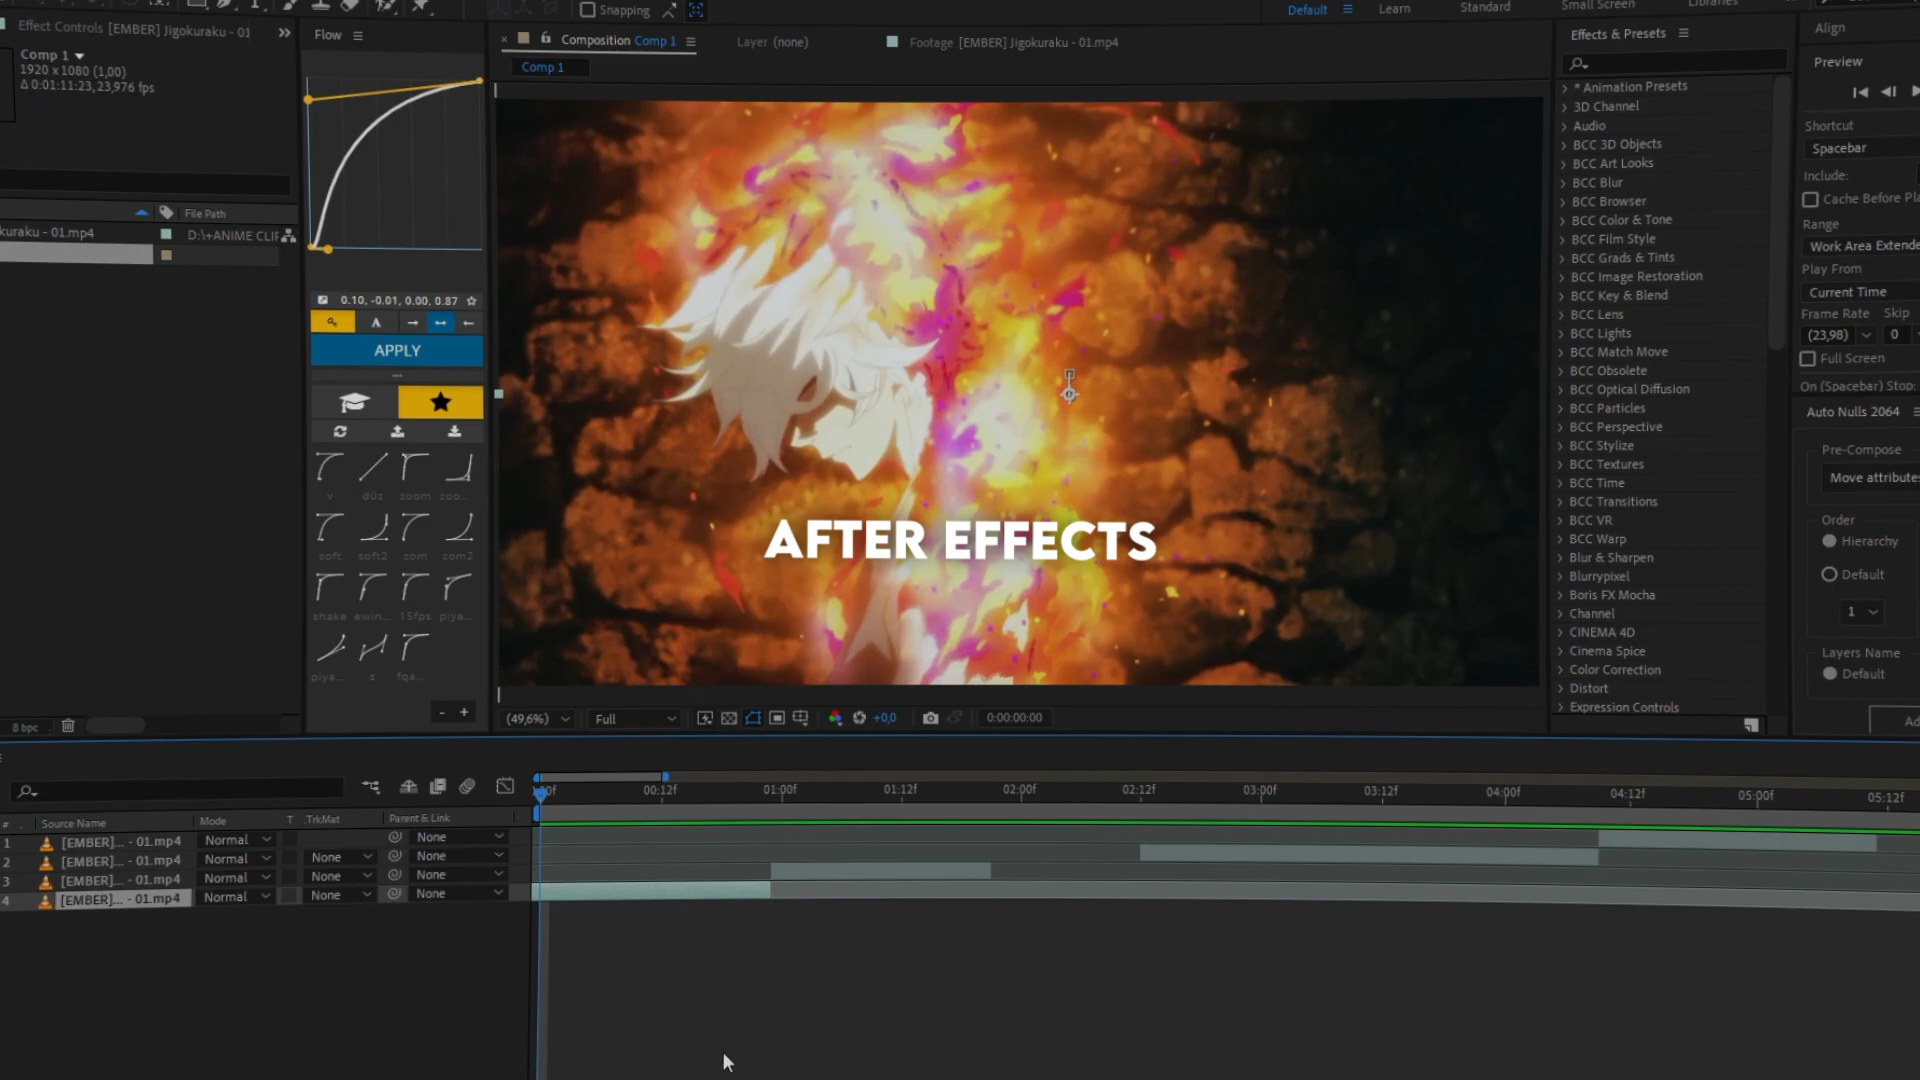 Snapping
Default
Learn
Standard
Small Screen
Libraries
Effect Controls [EMBER] Jigokuraku - 01
Comp 1
1920 x 1080 (1,00)
Δ 0:01:11:23, 23,976 fps
File Path
kuraku - 01.mp4
D:\+ANIME CLIF
8 bpc
Flow
0.10, -0.01, 0.00, 0.87
A
APPLY
v
düz
zoom
zoo...
soft
soft2
zom
zom2
shake
ewin...
15fps
piya...
piya...
s
fqa...
- +
Composition Comp 1
Layer (none)
Footage [EMBER] Jigokuraku - 01.mp4
Comp 1
AFTER EFFECTS
(49,6%)
Full
+0,0
0:00:00:00
Effects & Presets
* Animation Presets
3D Channel
Audio
BCC 3D Objects
BCC Art Looks
BCC Blur
BCC Browser
BCC Color & Tone
BCC Film Style
BCC Grads & Tints
BCC Image Restoration
BCC Key & Blend
BCC Lens
BCC Lights
BCC Match Move
BCC Obsolete
BCC Optical Diffusion
BCC Particles
BCC Perspective
BCC Stylize
BCC Textures
BCC Time
BCC Transitions
BCC VR
BCC Warp
Blur & Sharpen
Blurrypixel
Boris FX Mocha
Channel
CINEMA 4D
Cinema Spice
Color Correction
Distort
Expression Controls
Align
Preview
Shortcut
Spacebar
Include:
Cache Before Pla
Range
Work Area Extende
Play From
Current Time
Frame Rate Skip
(23,98) 0
Full Screen
On (Spacebar) Stop:
Auto Nulls 2064
Pre-Compose
Move attributes
Order
Hierarchy
Default
1
Layers Name
Default
Ad
00f
00:12f
01:00f
01:12f
02:00f
02:12f
03:00f
03:12f
04:00f
04:12f
05:00f
05:12f
# Source Name Mode T .TrkMat Parent & Link
1 [EMBER]... - 01.mp4 Normal None
2 [EMBER]... - 01.mp4 Normal None None
3 [EMBER]... - 01.mp4 Normal None None
4 [EMBER]... - 01.mp4 Normal None None